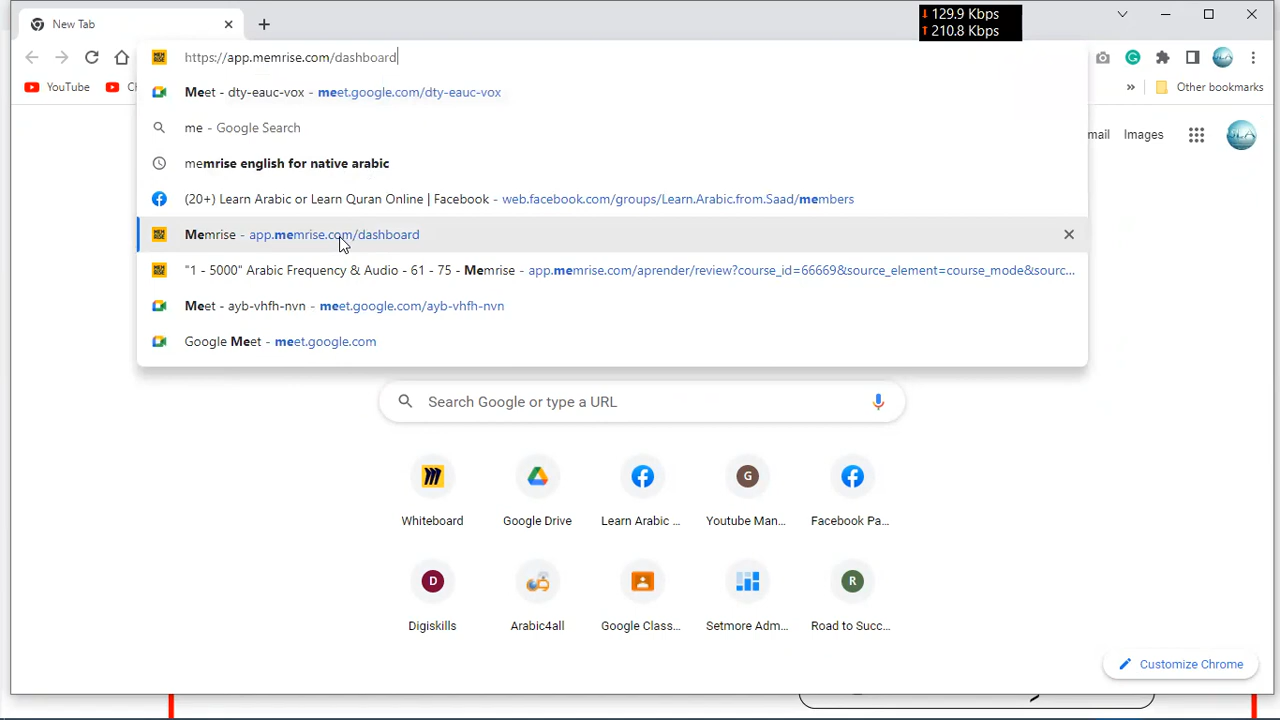 New Tab
↓ 129.9 Kbps
↑ 210.8 Kbps
https://app.memrise.com/dashboard
Meet - dty-eauc-vox - meet.google.com/dty-eauc-vox
me - Google Search
memrise english for native arabic
(20+) Learn Arabic or Learn Quran Online | Facebook - web.facebook.com/groups/Learn.Arabic.from.Saad/members
Memrise - app.memrise.com/dashboard
"1 - 5000" Arabic Frequency & Audio - 61 - 75 - Memrise - app.memrise.com/aprender/review?course_id=66669&source_element=course_mode&sourc...
Meet - ayb-vhfh-nvn - meet.google.com/ayb-vhfh-nvn
Google Meet - meet.google.com
YouTube
Ch
» Other bookmarks
mail Images
Search Google or type a URL
Whiteboard Google Drive Learn Arabic ... Youtube Man... Facebook Pa...
G
D
R
Digiskills Arabic4all Google Class... Setmore Adm... Road to Succ...
Customize Chrome